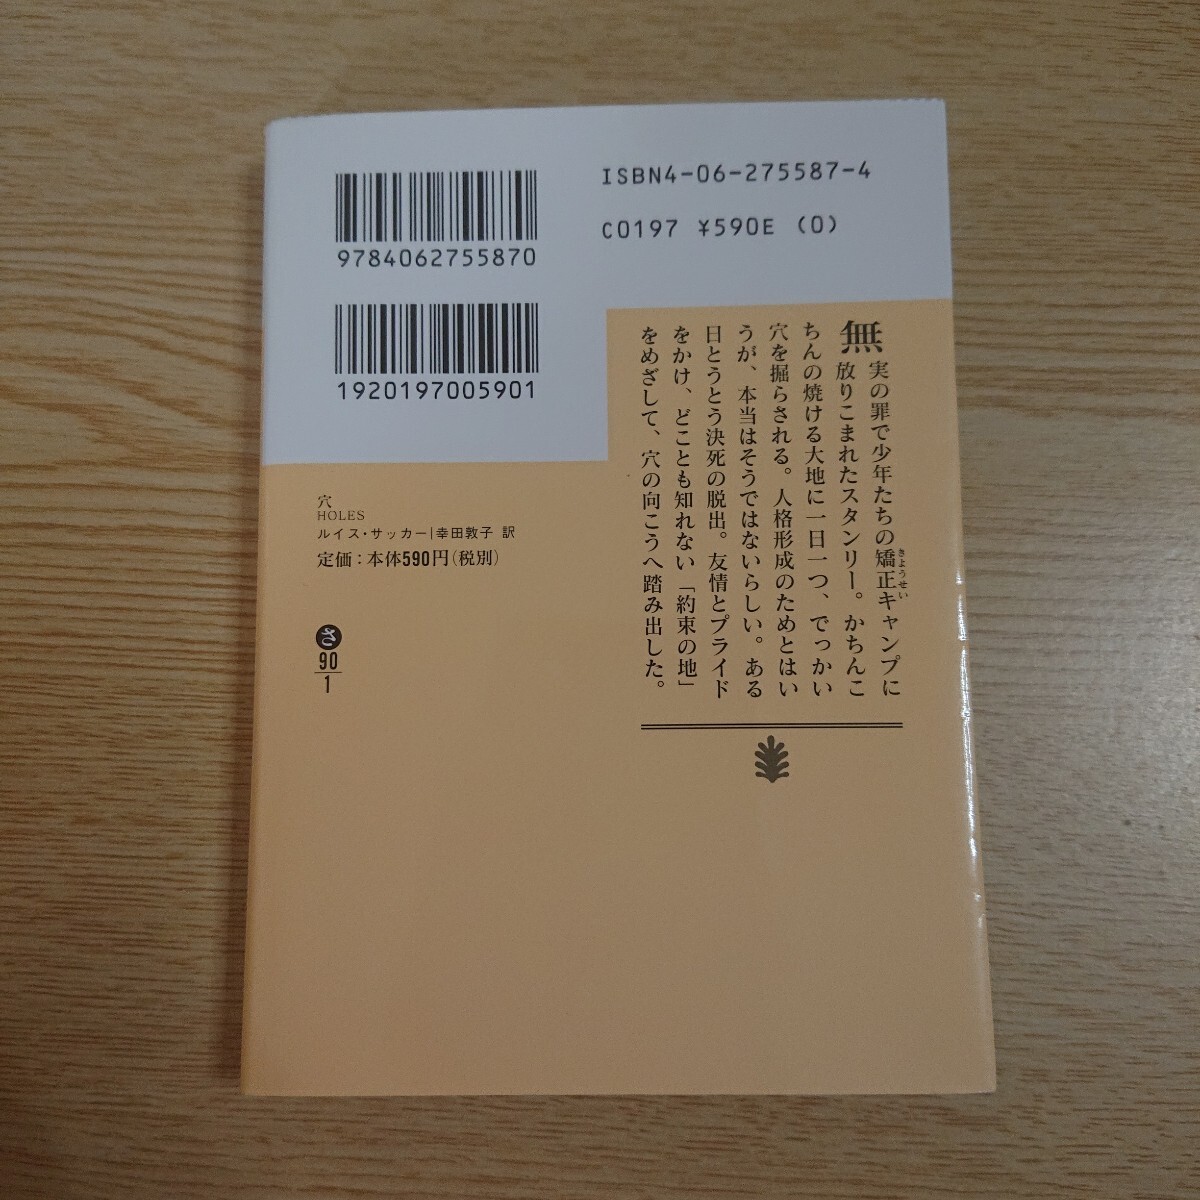 ISBN4-06-275587-4
C0197 ¥590E (0)
9784062755870
1920197005901
無実の罪で少年たちの矯正キャンプに
きょうせい
放りこまれたスタンリー。かちんこ
ちんの焼ける大地に一日一つ、でっかい
穴を掘らされる。人格形成のためとはい
うが、本当はそうではないらしい。ある
日とうとう決死の脱出。友情とプライド
をかけ、どことも知れない「約束の地」
をめざして、穴の向こうへ踏み出した。
穴
HOLES
ルイス・サッカー|幸田敦子 訳
定価:本体590円(税別)
さ
90
1